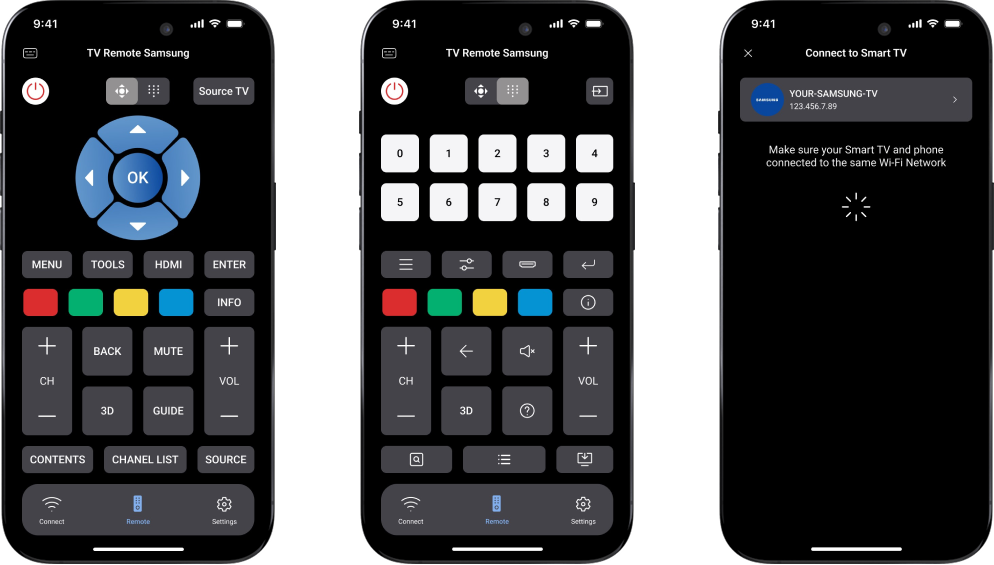 9:41
TV Remote Samsung
Source TV
OK
MENU TOOLS HDMI ENTER
INFO
BACK MUTE
CH VOL
3D GUIDE
CONTENTS CHANEL LIST SOURCE
Connect Remote Settings
9:41
TV Remote Samsung
0 1 2 3 4
5 6 7 8 9
CH VOL
3D
Connect Remote Settings
9:41
Connect to Smart TV
SAMSUNG
YOUR-SAMSUNG-TV
123.456.7.89
Make sure your Smart TV and phone
connected to the same Wi-Fi Network